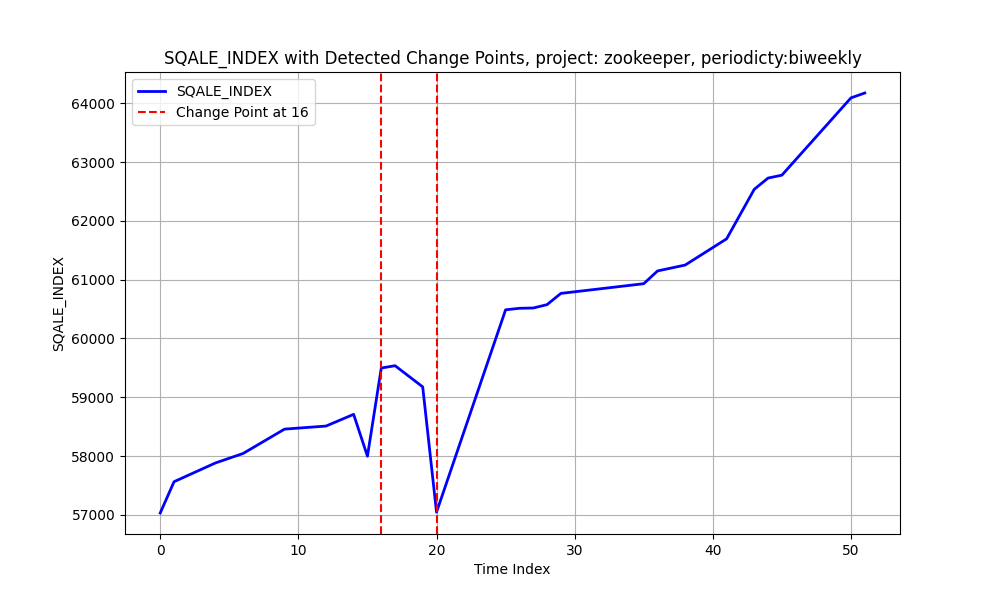 SQALE_INDEX with Detected Change Points, project: zookeeper, periodicty:biweekly
SQALE_INDEX
Change Point at 16
64000
63000
62000
61000
60000
59000
58000
57000
SQALE_INDEX
0 10 20 30 40 50
Time Index